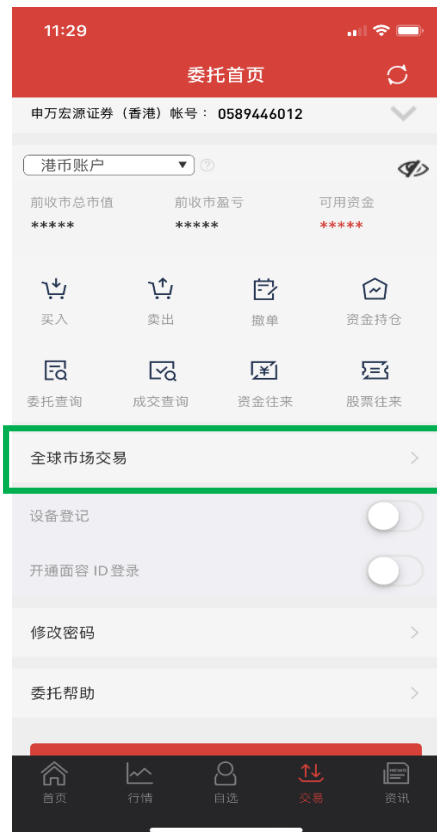 11:29
委托首页
申万宏源证券（香港）帐号： 0589446012
港币账户 ▼ ?
前收市总市值 前收市盈亏 可用资金
***** ***** *****
买入 卖出 撤单 资金持仓
委托查询 成交查询 资金往来 股票往来
全球市场交易
设备登记
开通面容 ID 登录
修改密码
委托帮助
NEWS
首页 行情 自选 交易 资讯